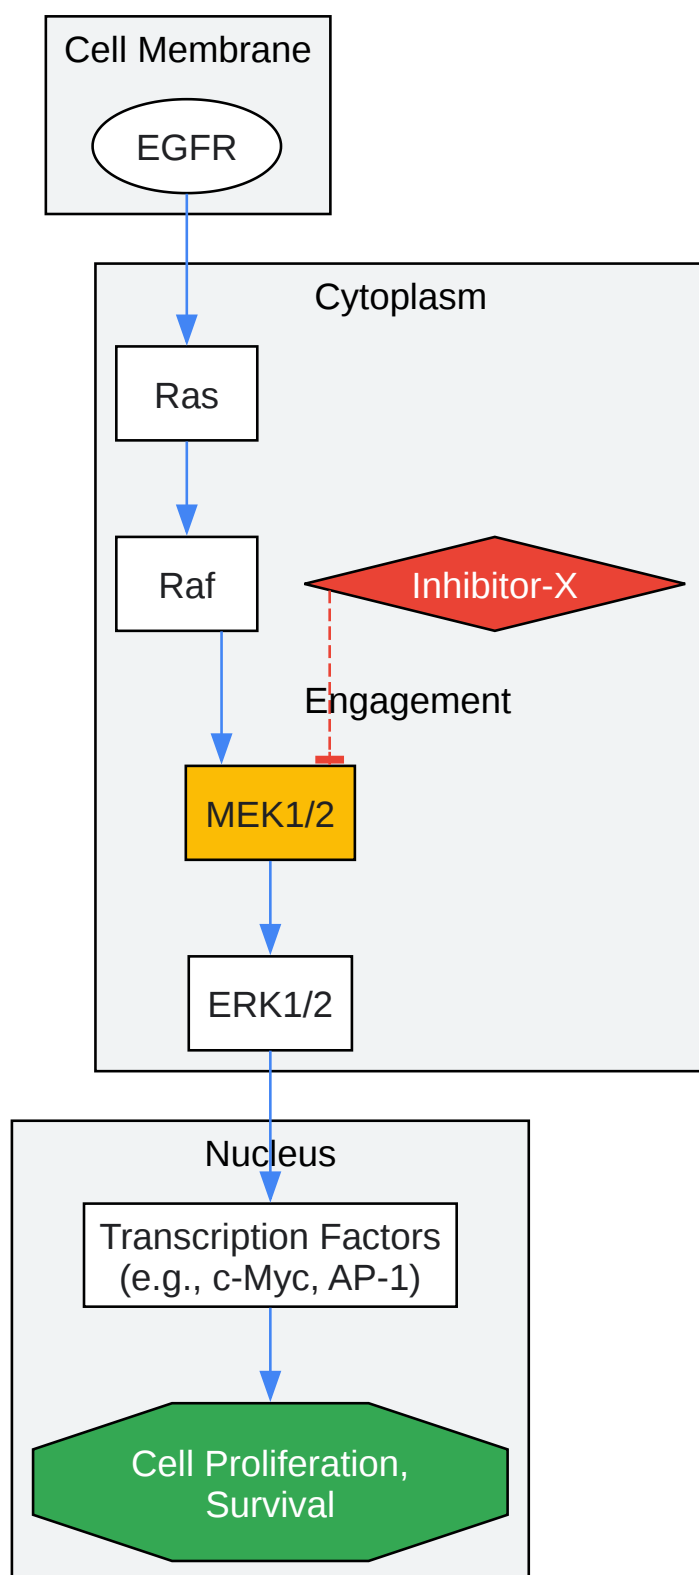 Cell Membrane
EGFR
Cytoplasm
Ras
Raf
Inhibitor-X
Engagement
MEK1/2
ERK1/2
Nucleus
Transcription Factors
(e.g., c-Myc, AP-1)
Cell Proliferation,
Survival